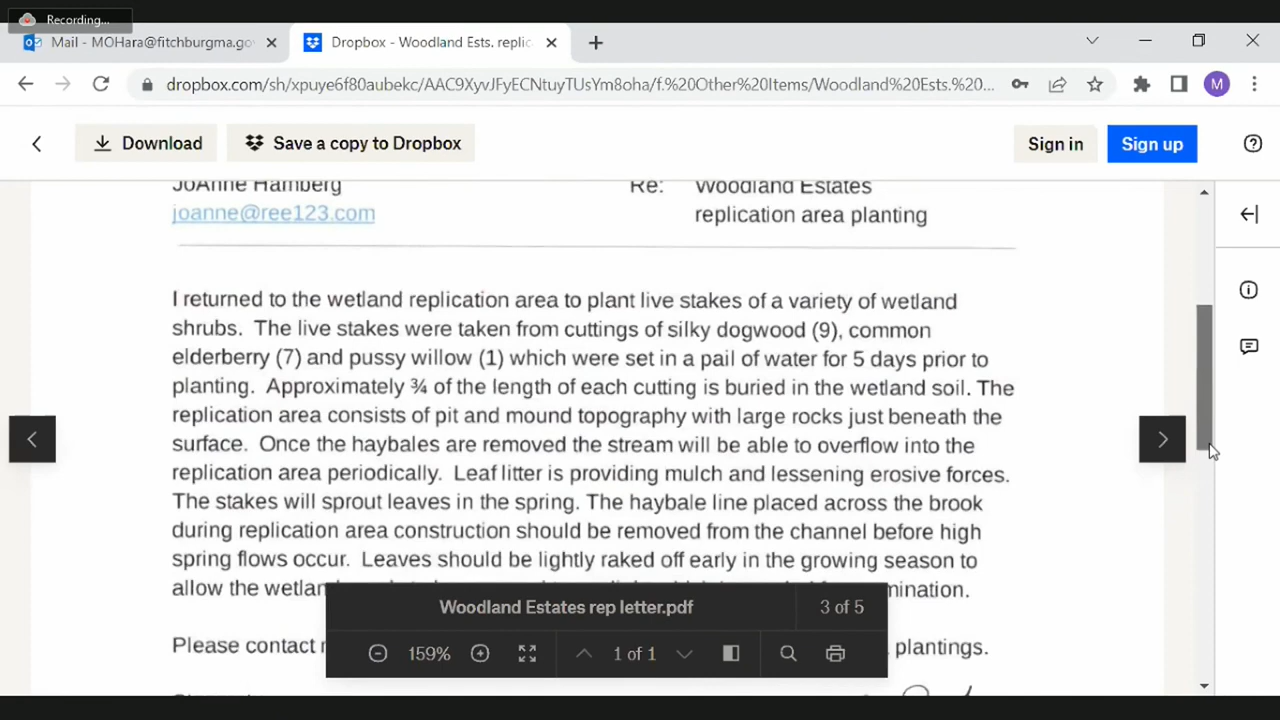 Recording...
Mail - MOHara@fitchburgma.go
Dropbox - Woodland Ests. replic
dropbox.com/sh/xpuye6f80aubekc/AAC9XyvJFyECNtuyTUsYm8oha/f.%20Other%20Items/Woodland%20Ests.%20...
M
Download
Save a copy to Dropbox
Sign in
Sign up
JoAnne Hamberg
Re: Woodland Estates
joanne@ree123.com
replication area planting
I returned to the wetland replication area to plant live stakes of a variety of wetland
shrubs. The live stakes were taken from cuttings of silky dogwood (9), common
elderberry (7) and pussy willow (1) which were set in a pail of water for 5 days prior to
planting. Approximately ¾ of the length of each cutting is buried in the wetland soil. The
replication area consists of pit and mound topography with large rocks just beneath the
surface. Once the haybales are removed the stream will be able to overflow into the
replication area periodically. Leaf litter is providing mulch and lessening erosive forces.
The stakes will sprout leaves in the spring. The haybale line placed across the brook
during replication area construction should be removed from the channel before high
spring flows occur. Leaves should be lightly raked off early in the growing season to
allow the
Woodland Estates rep letter.pdf
3 of 5
159%
1 of 1
Please contact
plantings.